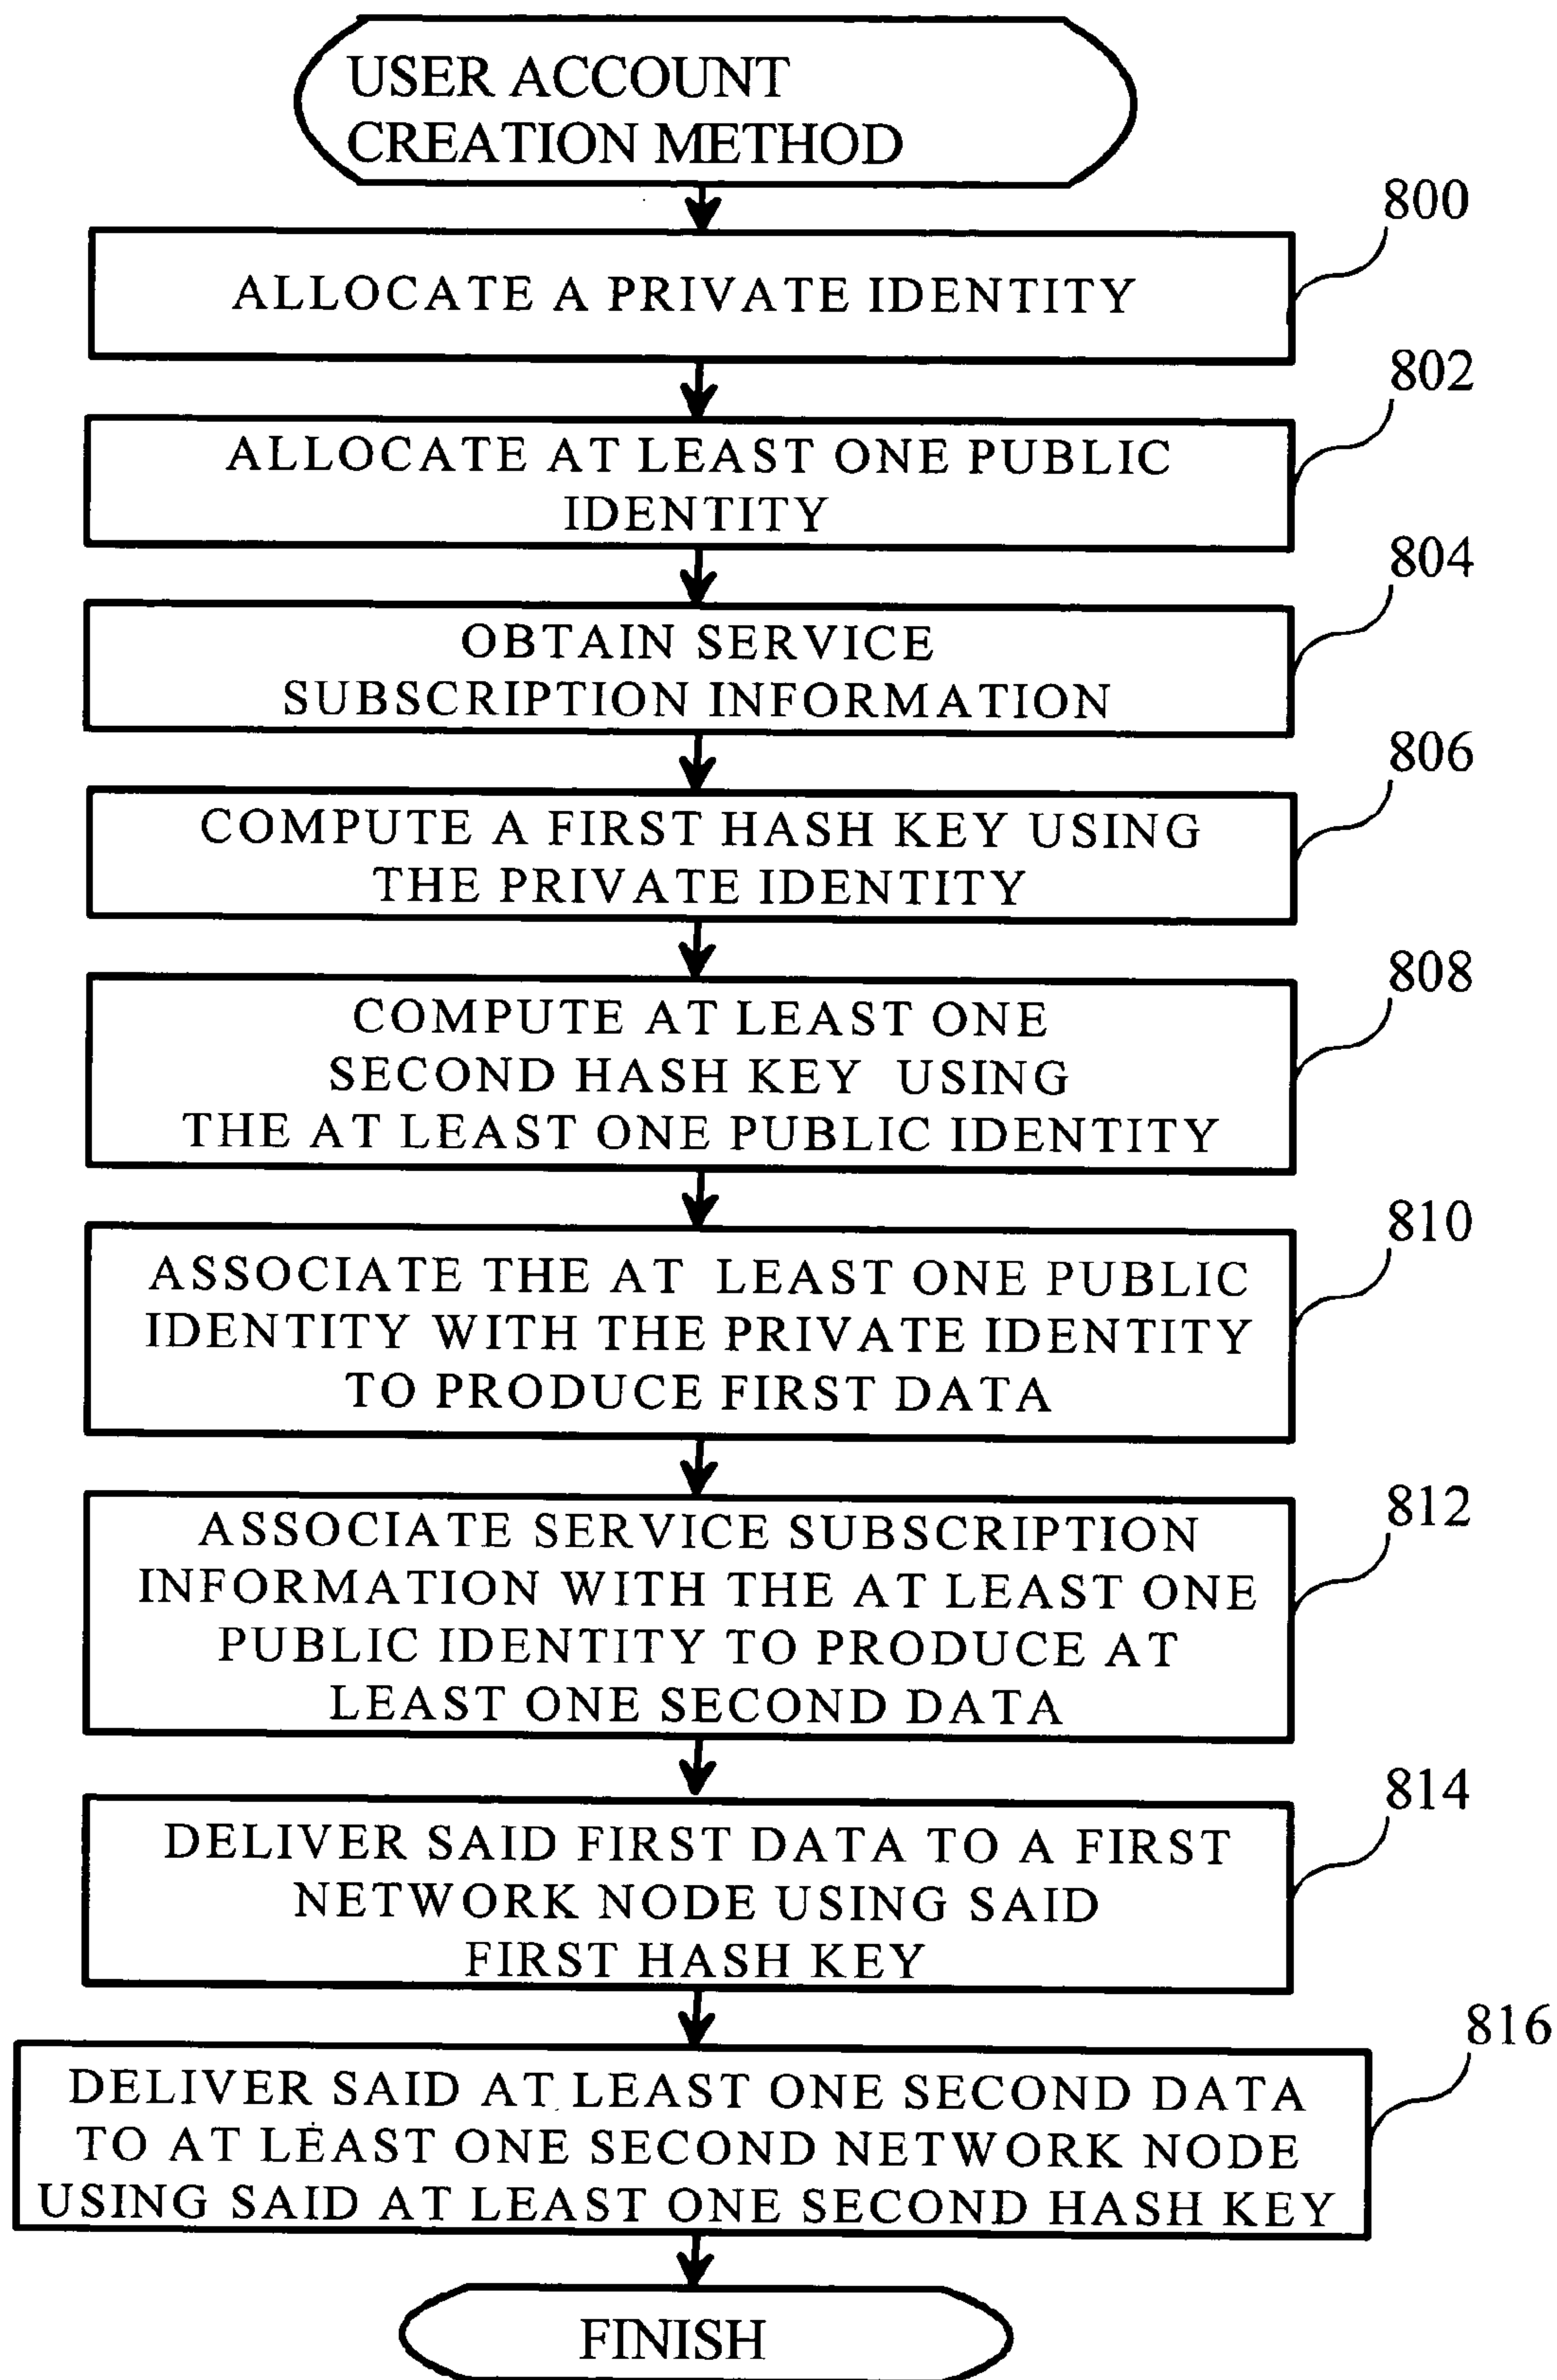 USER ACCOUNT
CREATION METHOD
800
ALLOCATE A PRIVATE IDENTITY
802
ALLOCATE AT LEAST ONE PUBLIC
IDENTITY
804
OBTAIN SERVICE
SUBSCRIPTION INFORMATION
806
COMPUTE A FIRST HASH KEY USING
THE PRIVATE IDENTITY
808
COMPUTE AT LEAST ONE
SECOND HASH KEY USING
THE AT LEAST ONE PUBLIC IDENTITY
810
ASSOCIATE THE AT LEAST ONE PUBLIC
IDENTITY WITH THE PRIVATE IDENTITY
TO PRODUCE FIRST DATA
812
ASSOCIATE SERVICE SUBSCRIPTION
INFORMATION WITH THE AT LEAST ONE
PUBLIC IDENTITY TO PRODUCE AT
LEAST ONE SECOND DATA
814
DELIVER SAID FIRST DATA TO A FIRST
NETWORK NODE USING SAID
FIRST HASH KEY
816
DELIVER SAID AT LEAST ONE SECOND DATA
TO AT LEAST ONE SECOND NETWORK NODE
USING SAID AT LEAST ONE SECOND HASH KEY
FINISH